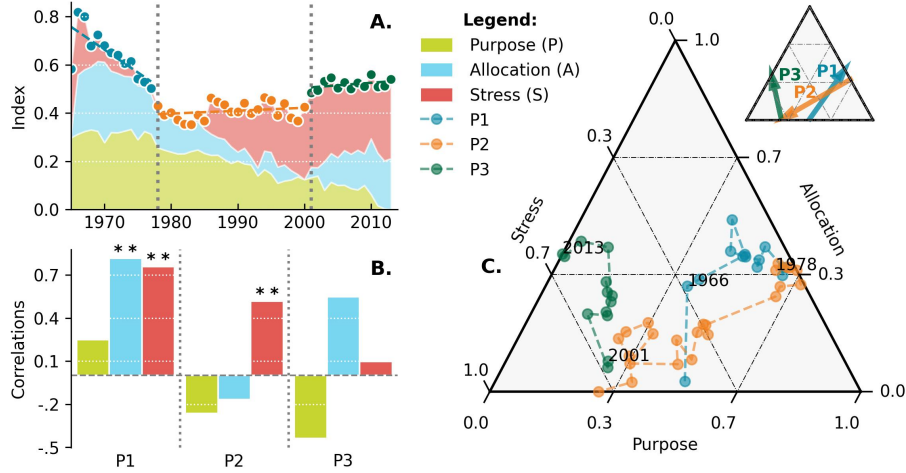 A.
Index
0.8
0.6
0.4
0.2
0.0
1970
1980
1990
2000
2010
Legend:
Purpose (P)
Allocation (A)
Stress (S)
P1
P2
P3
B.
Correlations
0.7
0.4
0.1
-.2
-.5
**
**
**
P1
P2
P3
C.
0.0
1.0
0.3
0.7
Stress
Allocation
0.7
0.3
1.0
0.0
2013
1966
1978
2001
0.0
0.3
0.7
1.0
Purpose
P3
P1
P2